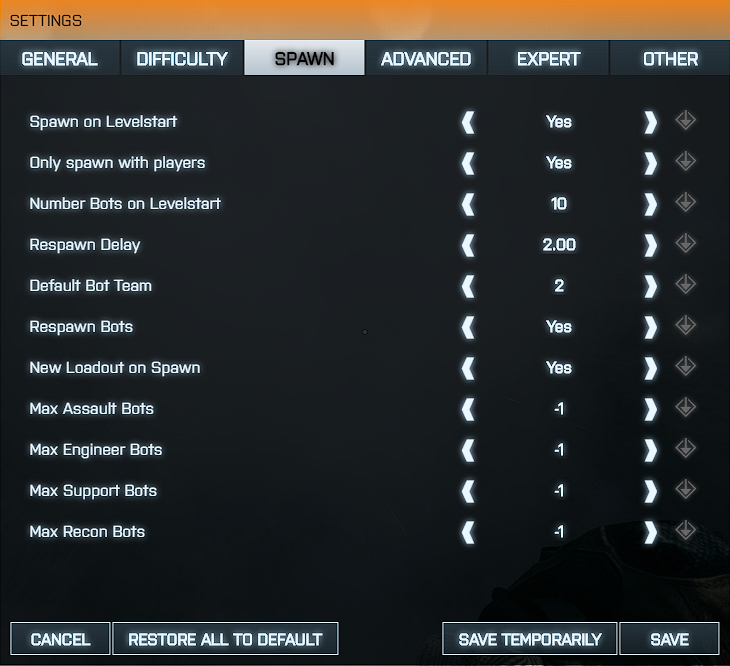 SETTINGS
GENERAL DIFFICULTY SPAWN ADVANCED EXPERT OTHER
Spawn on Levelstart Yes
Only spawn with players Yes
Number Bots on Levelstart 10
Respawn Delay 2.00
Default Bot Team 2
Respawn Bots Yes
New Loadout on Spawn Yes
Max Assault Bots -1
Max Engineer Bots -1
Max Support Bots -1
Max Recon Bots -1
CANCEL RESTORE ALL TO DEFAULT SAVE TEMPORARILY SAVE